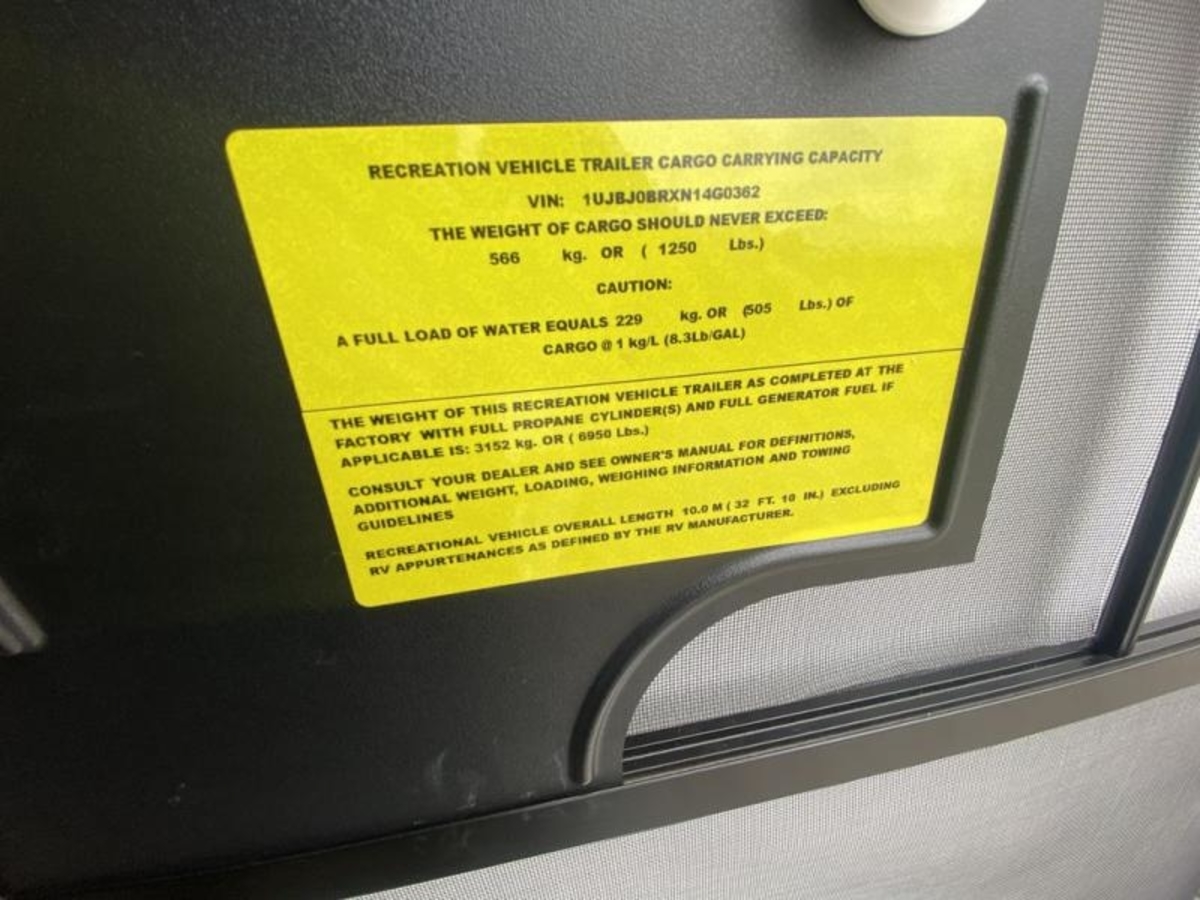 RECREATION VEHICLE TRAILER CARGO CARRYING CAPACITY
VIN: 1UJBJ0BRXN14G0362
THE WEIGHT OF CARGO SHOULD NEVER EXCEED:
566 kg. OR ( 1250 Lbs.)
CAUTION:
A FULL LOAD OF WATER EQUALS 229 kg. OR (505 Lbs.) OF
CARGO @ 1 kg/L (8.3Lb/GAL)
THE WEIGHT OF THIS RECREATION VEHICLE TRAILER AS COMPLETED AT THE
FACTORY WITH FULL PROPANE CYLINDER(S) AND FULL GENERATOR FUEL IF
APPLICABLE IS: 3152 kg. OR ( 6950 Lbs.)
CONSULT YOUR DEALER AND SEE OWNER'S MANUAL FOR DEFINITIONS,
ADDITIONAL WEIGHT, LOADING, WEIGHING INFORMATION AND TOWING
GUIDELINES
RECREATIONAL VEHICLE OVERALL LENGTH 10.0 M ( 32 FT. 10 IN.) EXCLUDING
RV APPURTENANCES AS DEFINED BY THE RV MANUFACTURER.